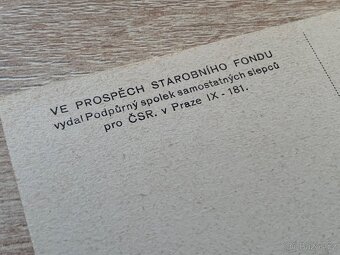 VE PROSPĚCH STAROBNÍHO FONDU
vydal Podpůrný spolek samostatných slepců
pro ČSR. v Praze IX - 181.